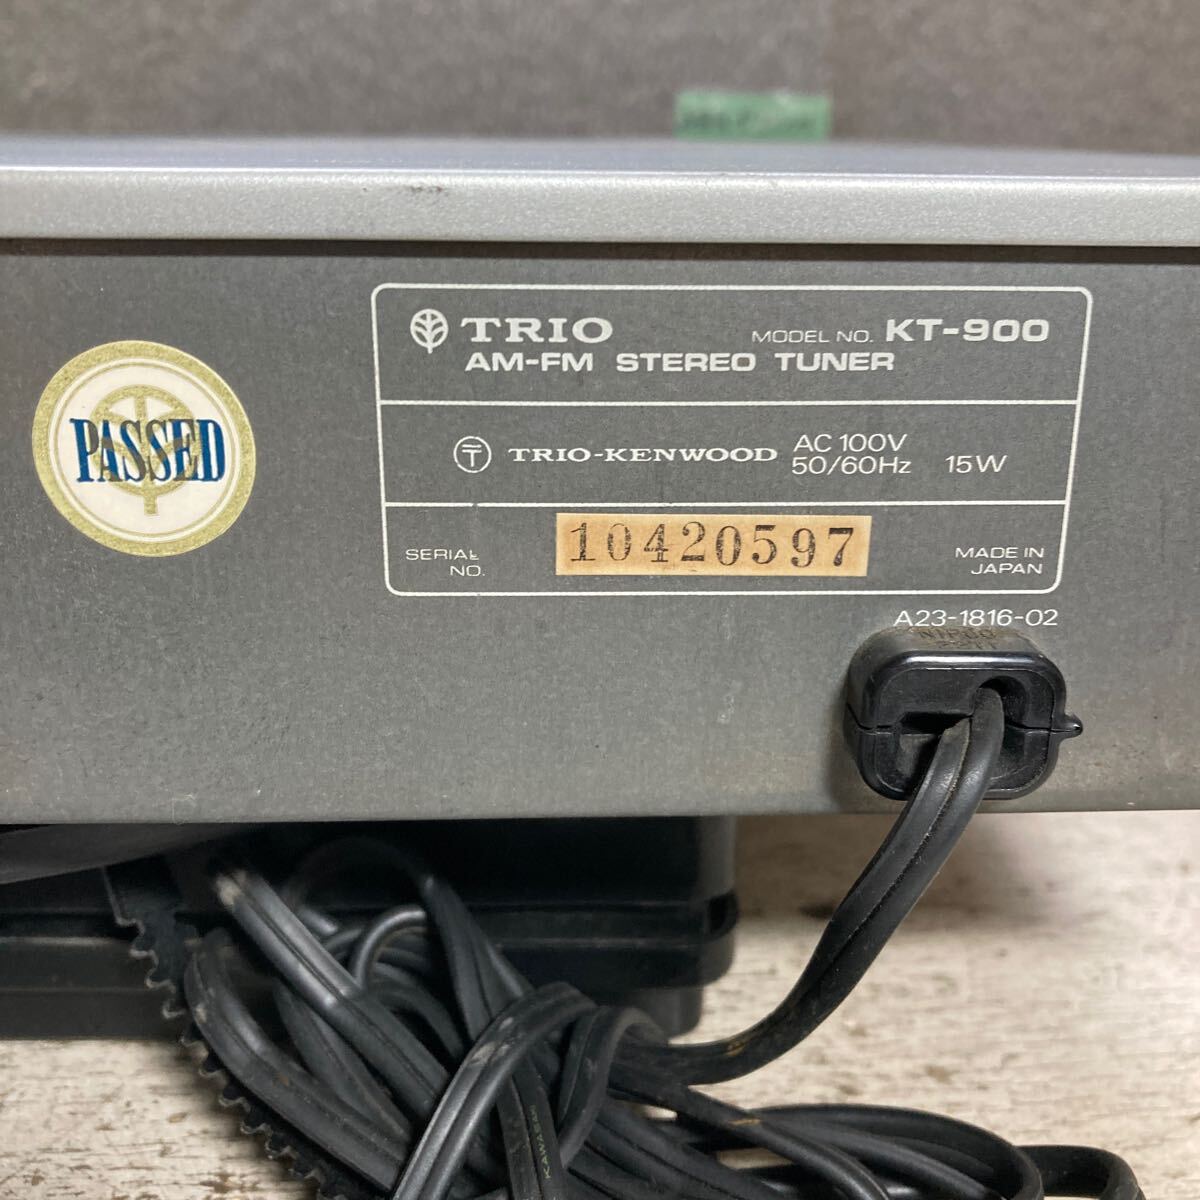 TRIO MODEL NO. KT-900
AM-FM STEREO TUNER
PASSED
TRIO-KENWOOD AC 100V
50/60Hz 15W
SERIAL
NO.
10420597
MADE IN
JAPAN
A23-1816-02
KAWASAKI